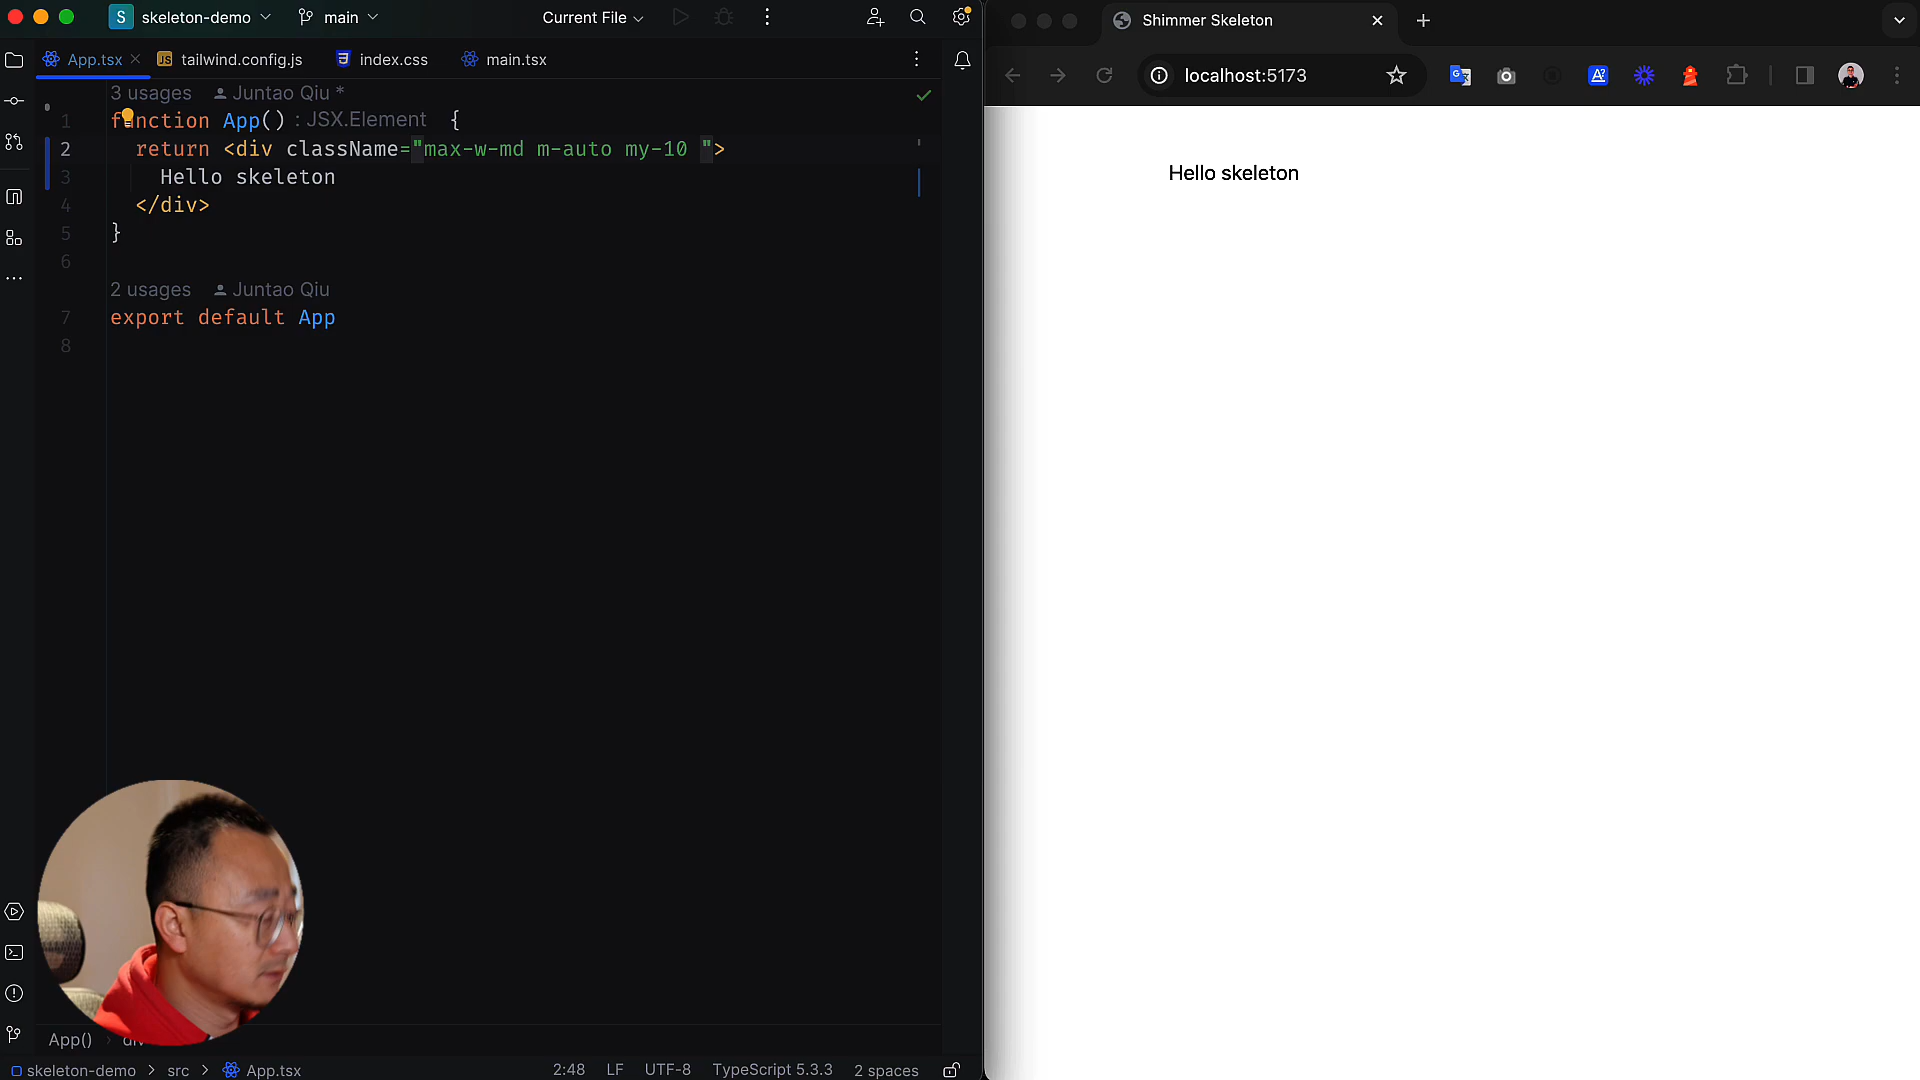 S skeleton-demo main Current File
App.tsx tailwind.config.js index.css main.tsx
3 usages Juntao Qiu *
1 function App() : JSX.Element {
2 return <div className="max-w-md m-auto my-10 ">
3 Hello skeleton
4 </div>
5 }
6
2 usages Juntao Qiu
7 export default App
8
App() div
skeleton-demo > src > App.tsx 2:48 LF UTF-8 TypeScript 5.3.3 2 spaces
Shimmer Skeleton
localhost:5173
Hello skeleton